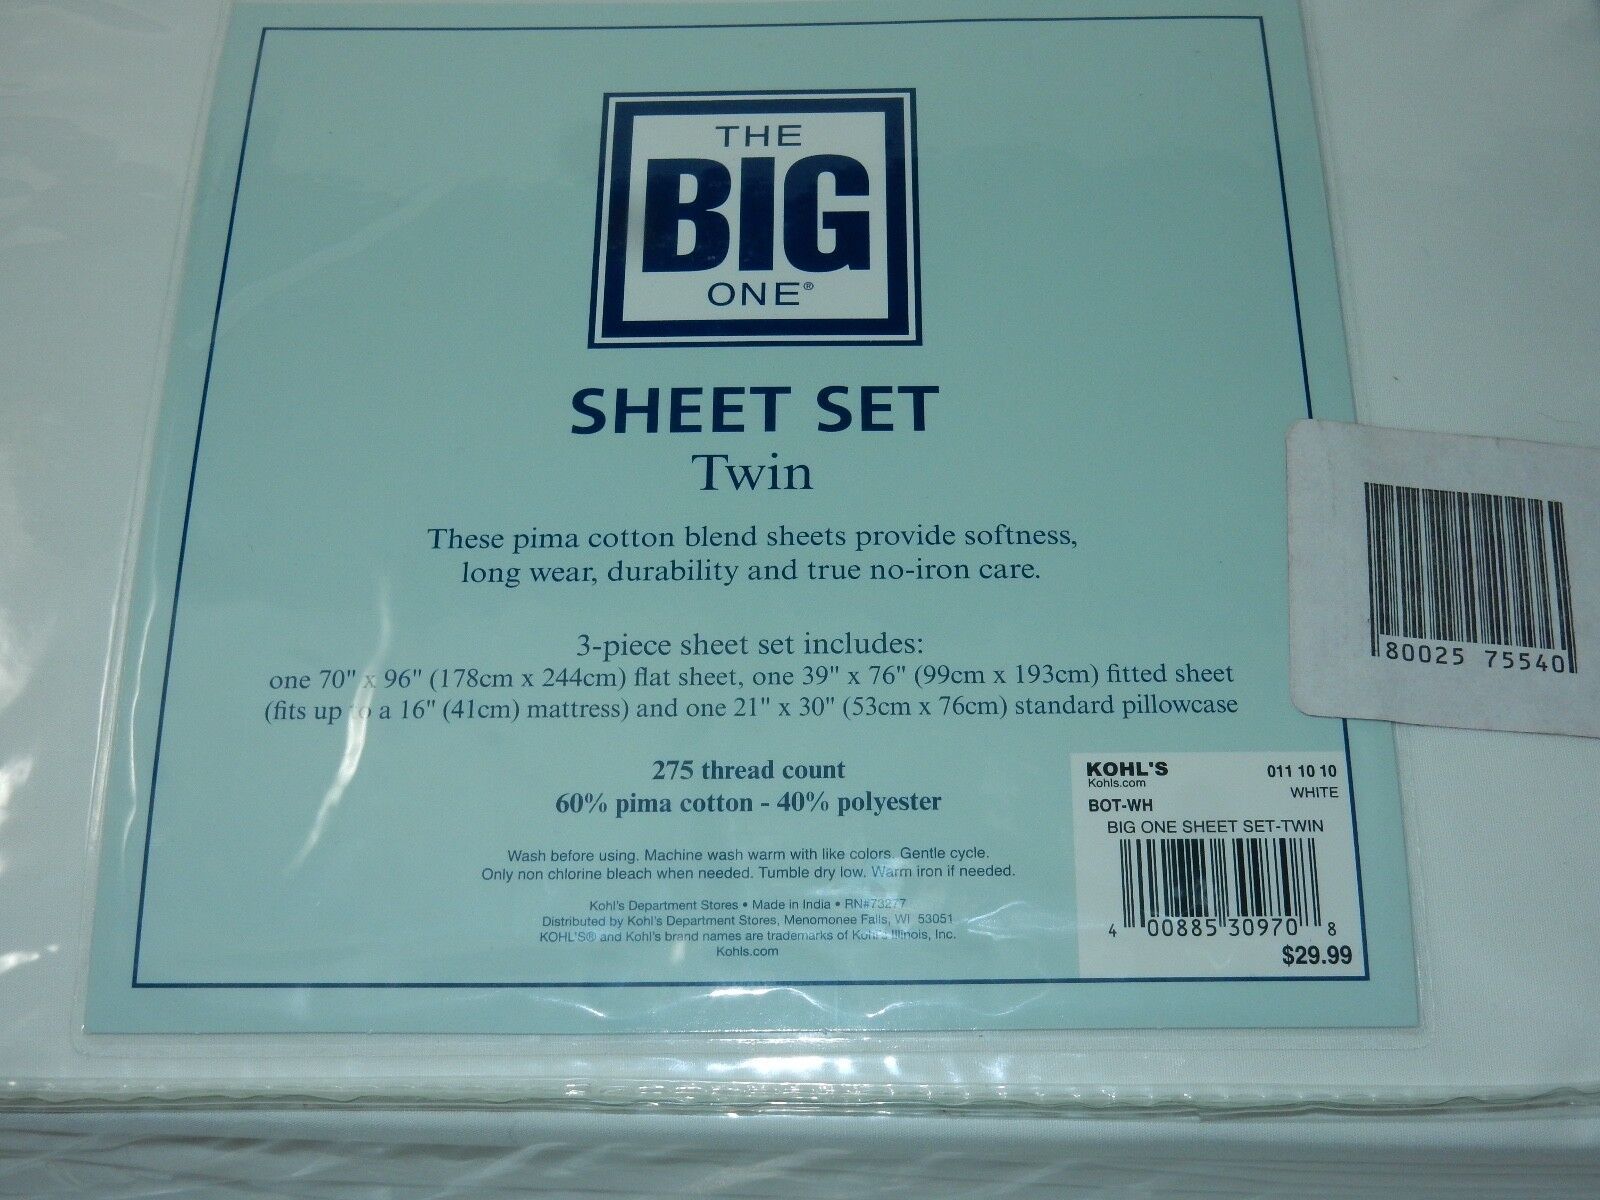 THE
BIG
ONE®
SHEET SET
Twin
These pima cotton blend sheets provide softness,
long wear, durability and true no-iron care.
3-piece sheet set includes:
one 70" x 96" (178cm x 244cm) flat sheet, one 39" x 76" (99cm x 193cm) fitted sheet
(fits up to a 16" (41cm) mattress) and one 21" x 30" (53cm x 76cm) standard pillowcase
275 thread count
60% pima cotton - 40% polyester
Wash before using. Machine wash warm with like colors. Gentle cycle.
Only non chlorine bleach when needed. Tumble dry low. Warm iron if needed.
Kohl's Department Stores • Made in India • RN#73277
Distributed by Kohl's Department Stores, Menomonee Falls, WI 53051
KOHL'S® and Kohl's brand names are trademarks of Kohl's Illinois, Inc.
Kohls.com
80025 75540
KOHL'S 011 10 10
Kohls.com WHITE
BOT-WH
BIG ONE SHEET SET-TWIN
4 00885 30970 8
$29.99